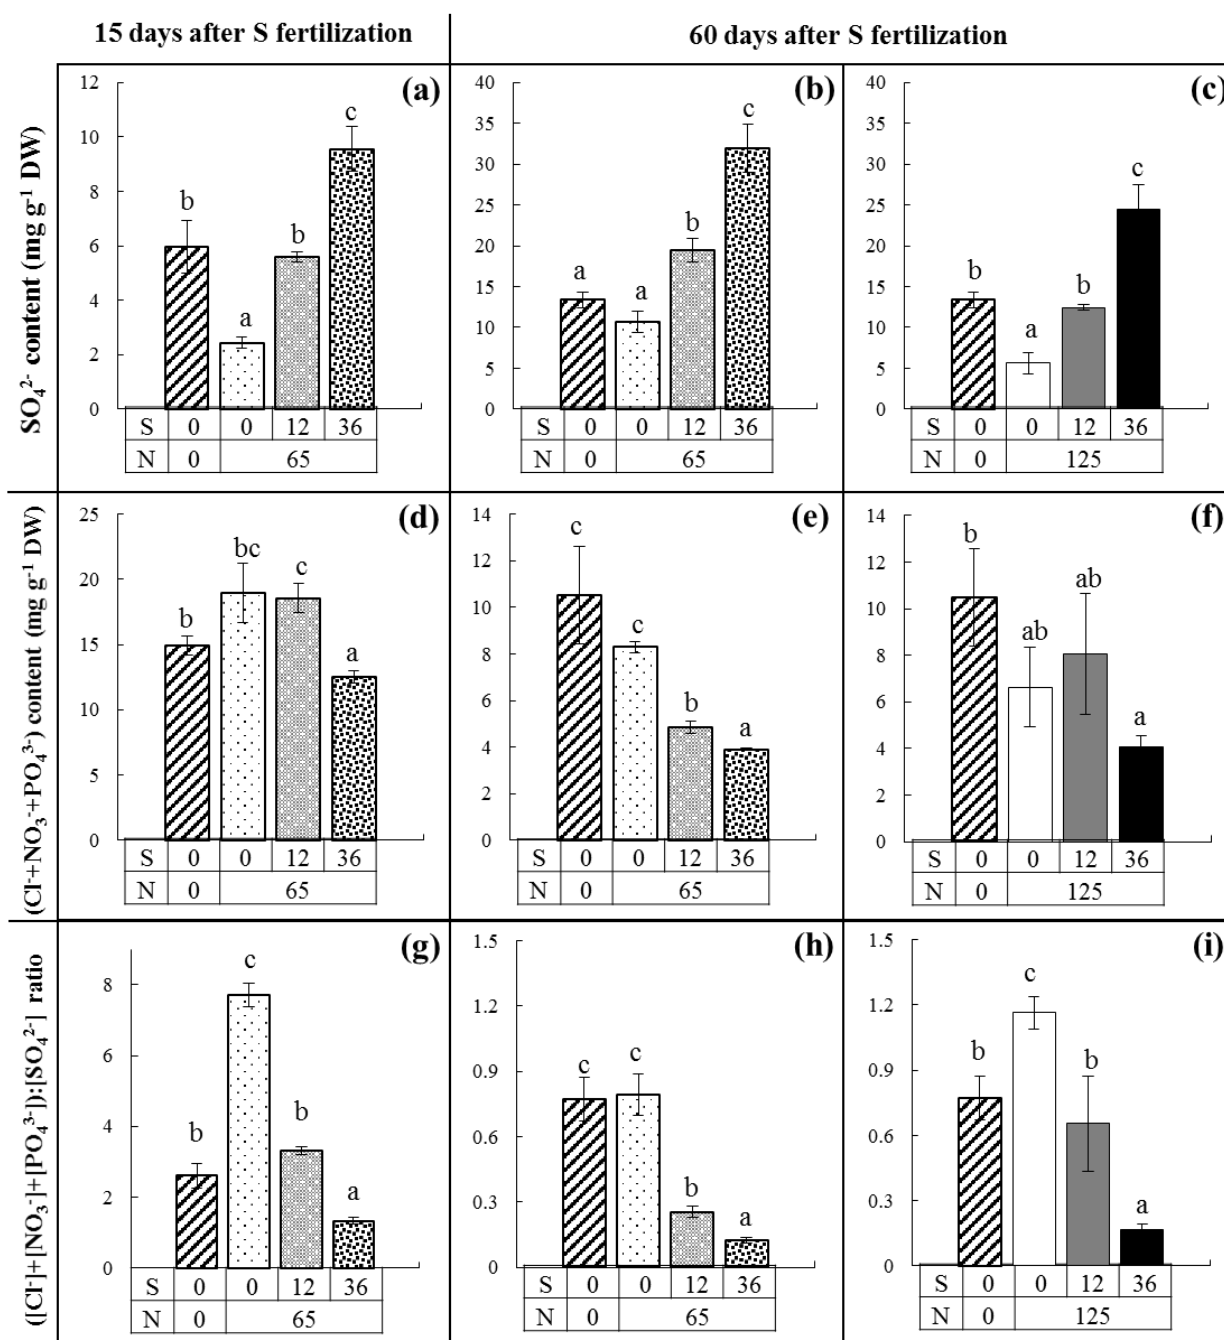 15 days after S fertilization
60 days after S fertilization
SO₄²⁻ content (mg g⁻¹ DW)
(a)
12
10
8
6
4
2
0
b
a
b
c
S 0 0 12 36
N 0 65
(b)
40
35
30
25
20
15
10
5
0
a
a
b
c
S 0 0 12 36
N 0 65
(c)
40
35
30
25
20
15
10
5
0
b
a
b
c
S 0 0 12 36
N 0 125
(Cl⁻+NO₃⁻+PO₄³⁻) content (mg g⁻¹ DW)
(d)
25
20
15
10
5
0
b
bc
c
a
S 0 0 12 36
N 0 65
(e)
14
12
10
8
6
4
2
0
c
c
b
a
S 0 0 12 36
N 0 65
(f)
14
12
10
8
6
4
2
0
b
ab
ab
a
S 0 0 12 36
N 0 125
([Cl⁻]+[NO₃⁻]+[PO₄³⁻]):[SO₄²⁻] ratio
(g)
8
6
4
2
0
b
c
b
a
S 0 0 12 36
N 0 65
(h)
1.5
1.2
0.9
0.6
0.3
0
c
c
b
a
S 0 0 12 36
N 0 65
(i)
1.5
1.2
0.9
0.6
0.3
0
b
c
b
a
S 0 0 12 36
N 0 125